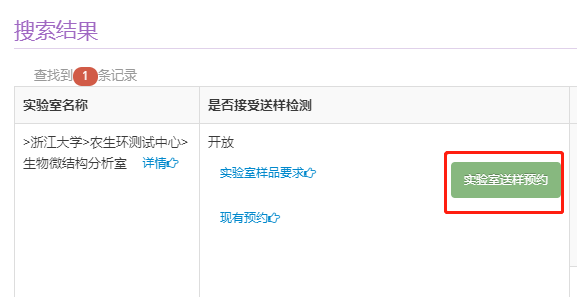 搜索结果
查找到1条记录
实验室名称 是否接受送样检测
>浙江大学>农生环测试中心>
生物微结构分析室 详情
开放
实验室样品要求
实验室送样预约
现有预约